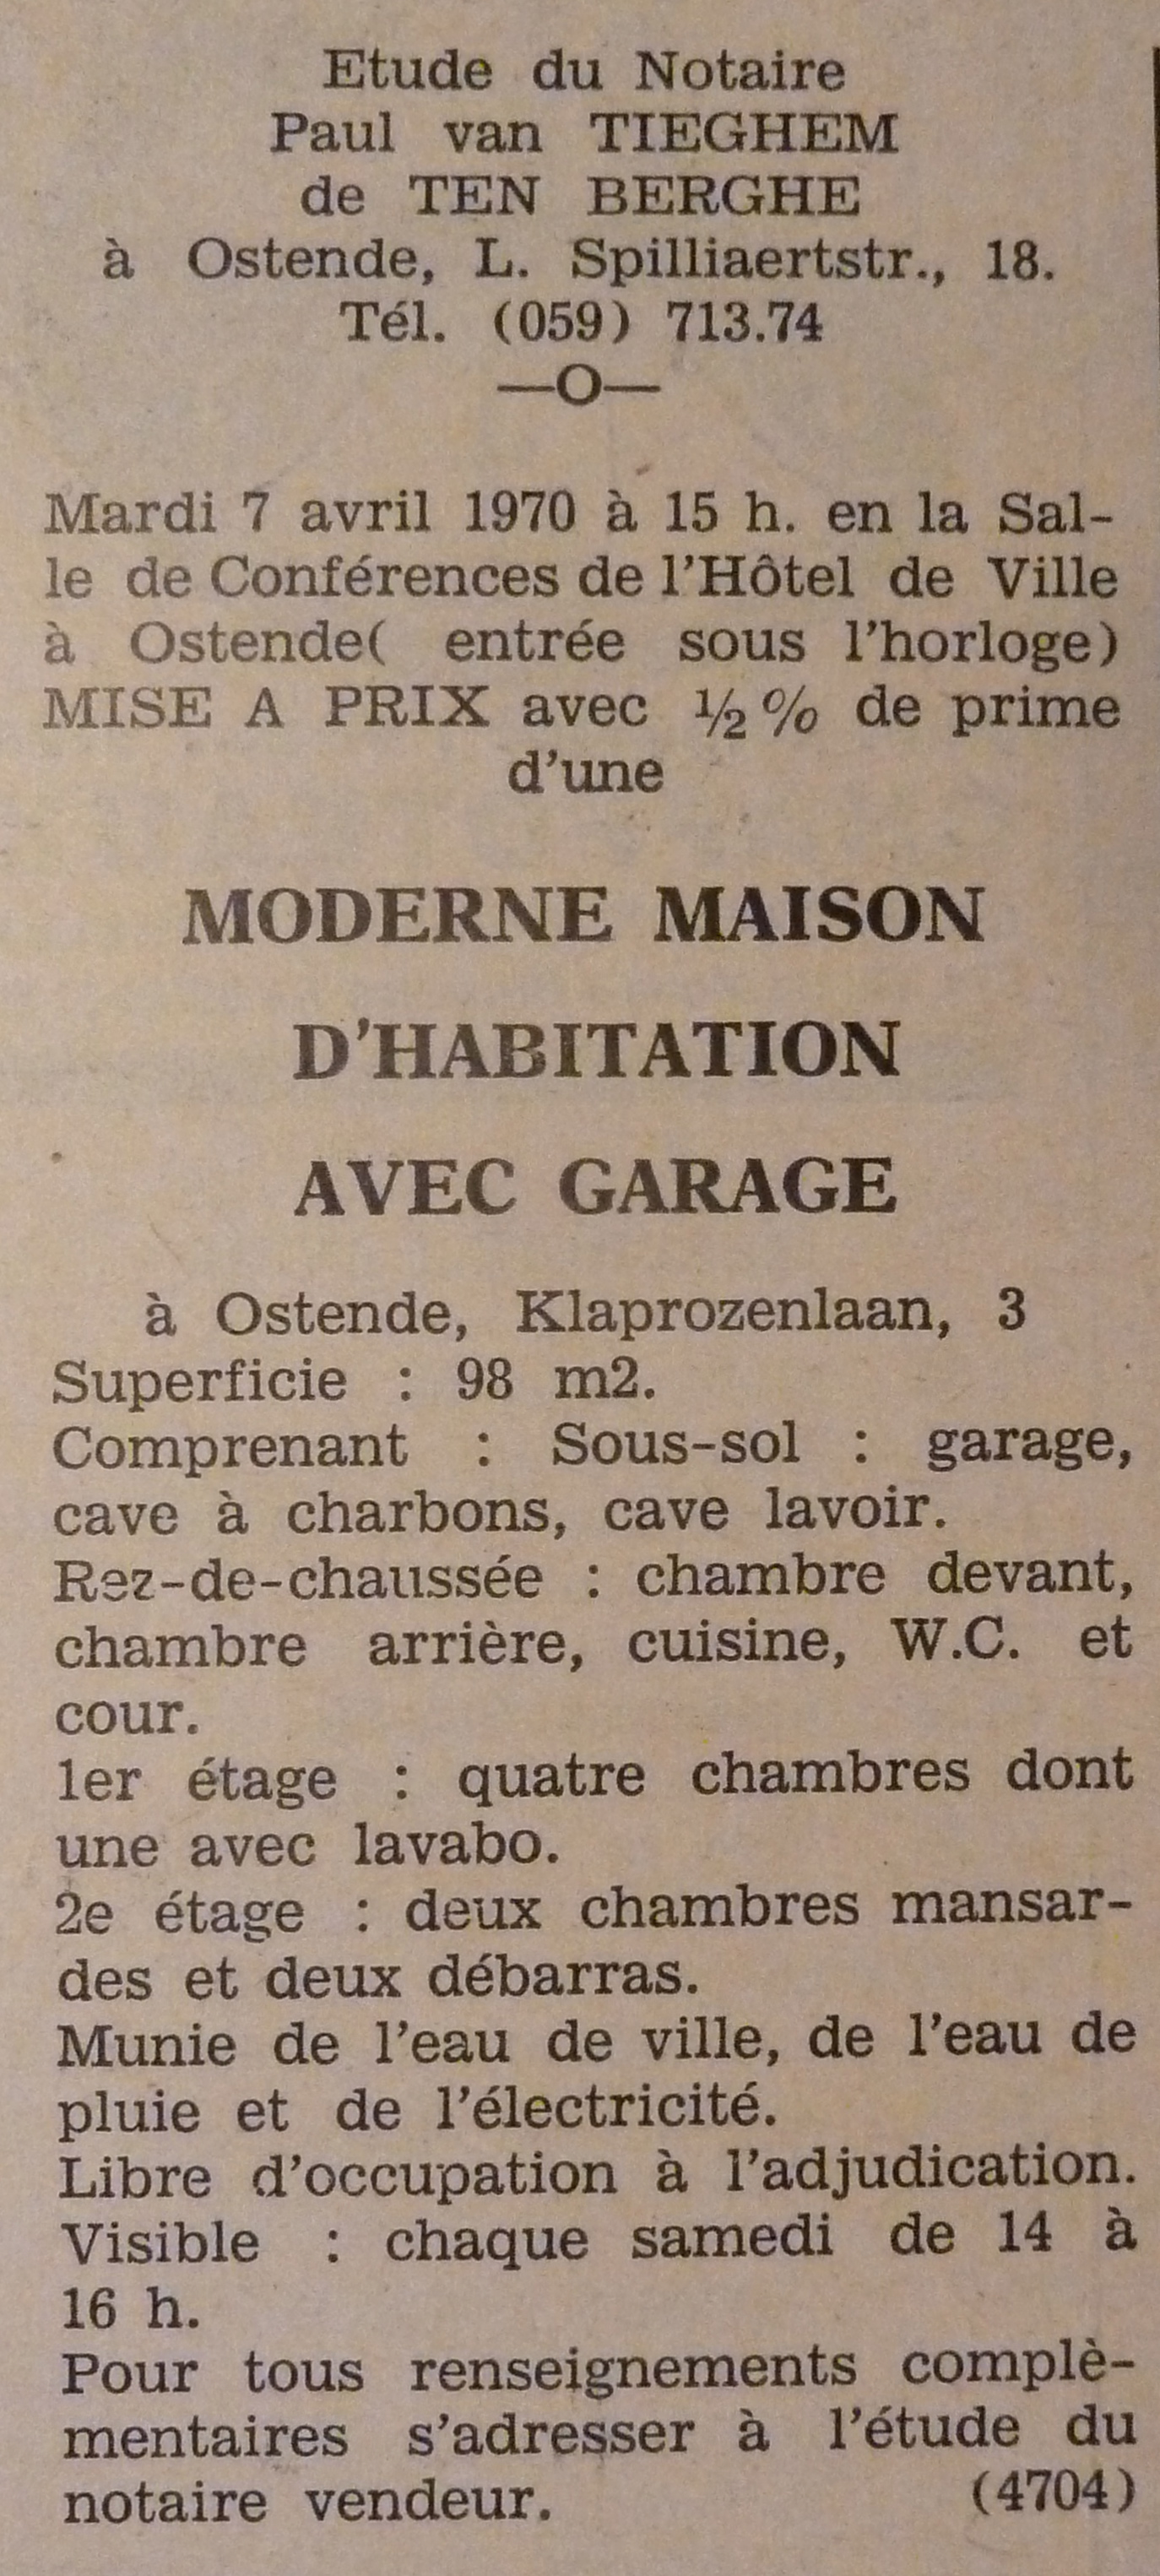 Etude du Notaire
Paul van TIEGHEM
de TEN BERGHE
à Ostende, L. Spilliaertstr., 18.
Tél. (059) 713.74
—O—
Mardi 7 avril 1970 à 15 h. en la Sal-
le de Conférences de l'Hôtel de Ville
à Ostende( entrée sous l'horloge)
MISE A PRIX avec ½% de prime
d'une
MODERNE MAISON
D'HABITATION
AVEC GARAGE
à Ostende, Klaprozenlaan, 3
Superficie : 98 m2.
Comprenant : Sous-sol : garage,
cave à charbons, cave lavoir.
Rez-de-chaussée : chambre devant,
chambre arrière, cuisine, W.C. et
cour.
1er étage : quatre chambres dont
une avec lavabo.
2e étage : deux chambres mansar-
des et deux débarras.
Munie de l'eau de ville, de l'eau de
pluie et de l'électricité.
Libre d'occupation à l'adjudication.
Visible : chaque samedi de 14 à
16 h.
Pour tous renseignements complè-
mentaires s'adresser à l'étude du
notaire vendeur. (4704)